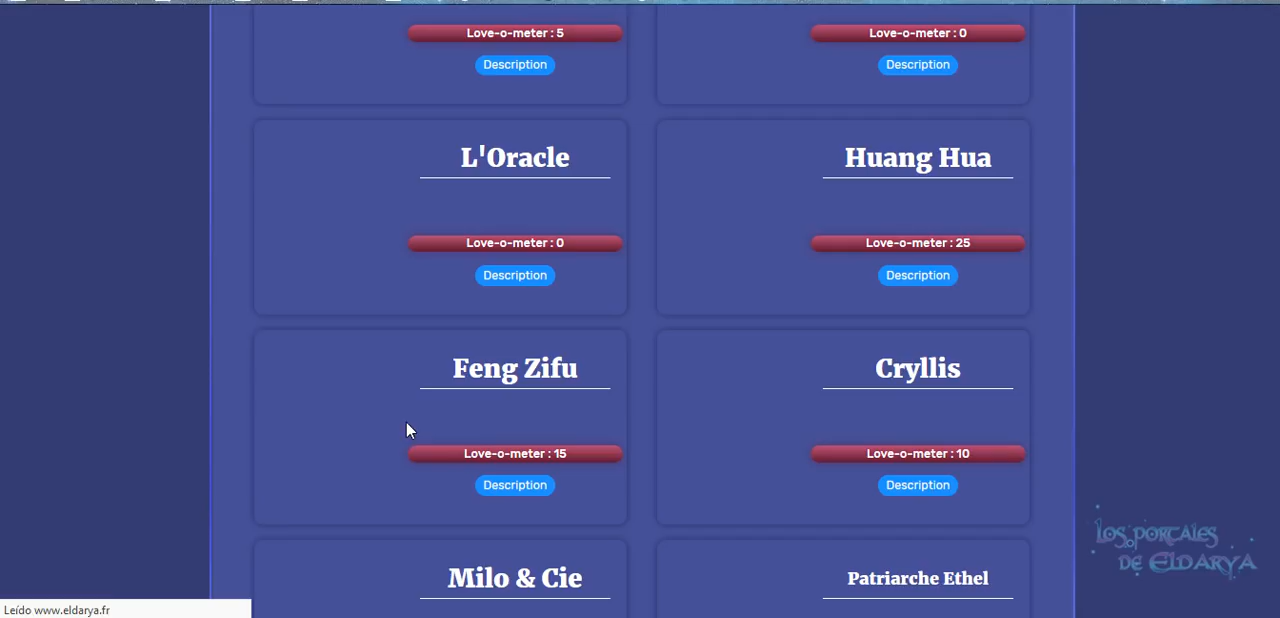 Love-o-meter : 5
Love-o-meter : 0
Description
Description
L'Oracle
Huang Hua
Love-o-meter : 0
Love-o-meter : 25
Description
Description
Feng Zifu
Cryllis
Love-o-meter : 15
Love-o-meter : 10
Description
Description
LOS PORTALES
DE ELDARYA
Milo & Cie
Patriarche Ethel
Leído www.eldarya.fr